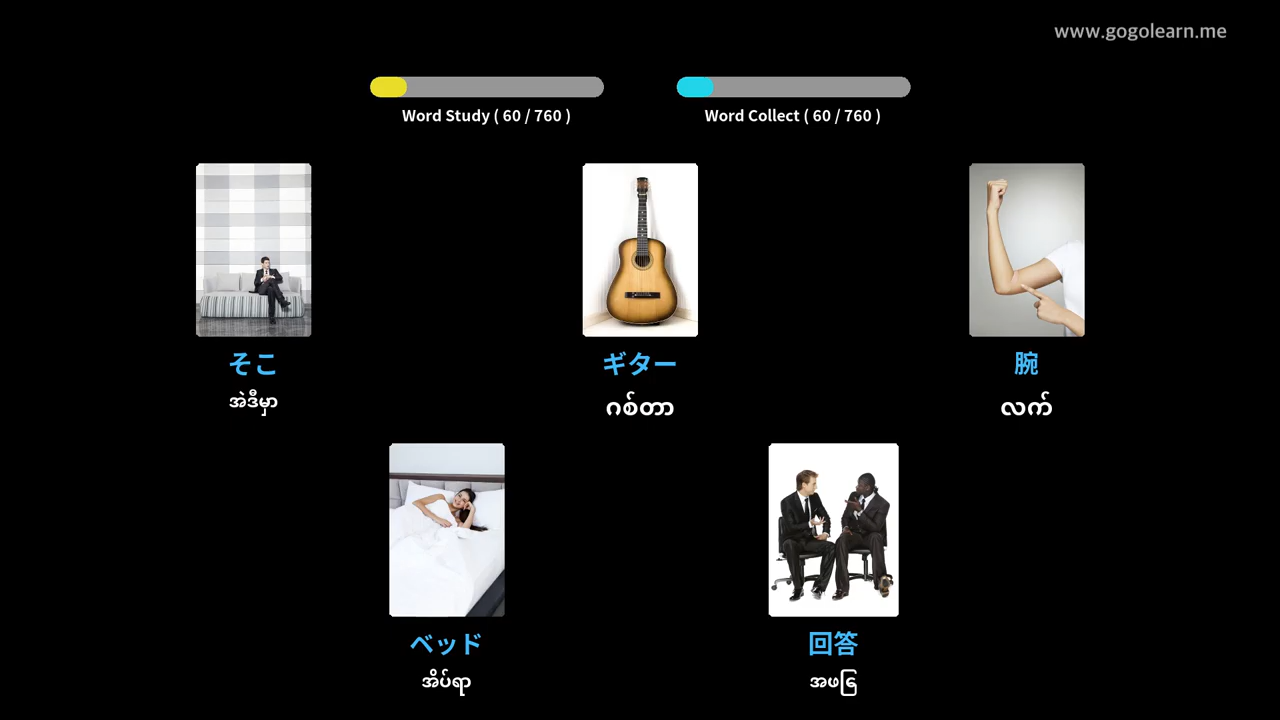 www.gogolearn.me
Word Study ( 60 / 760 )
Word Collect ( 60 / 760 )
そこ
အဲဒီမှာ
ギター
ဂစ်တာ
腕
လက်
ベッド
အိပ်ရာ
回答
အဖြေ